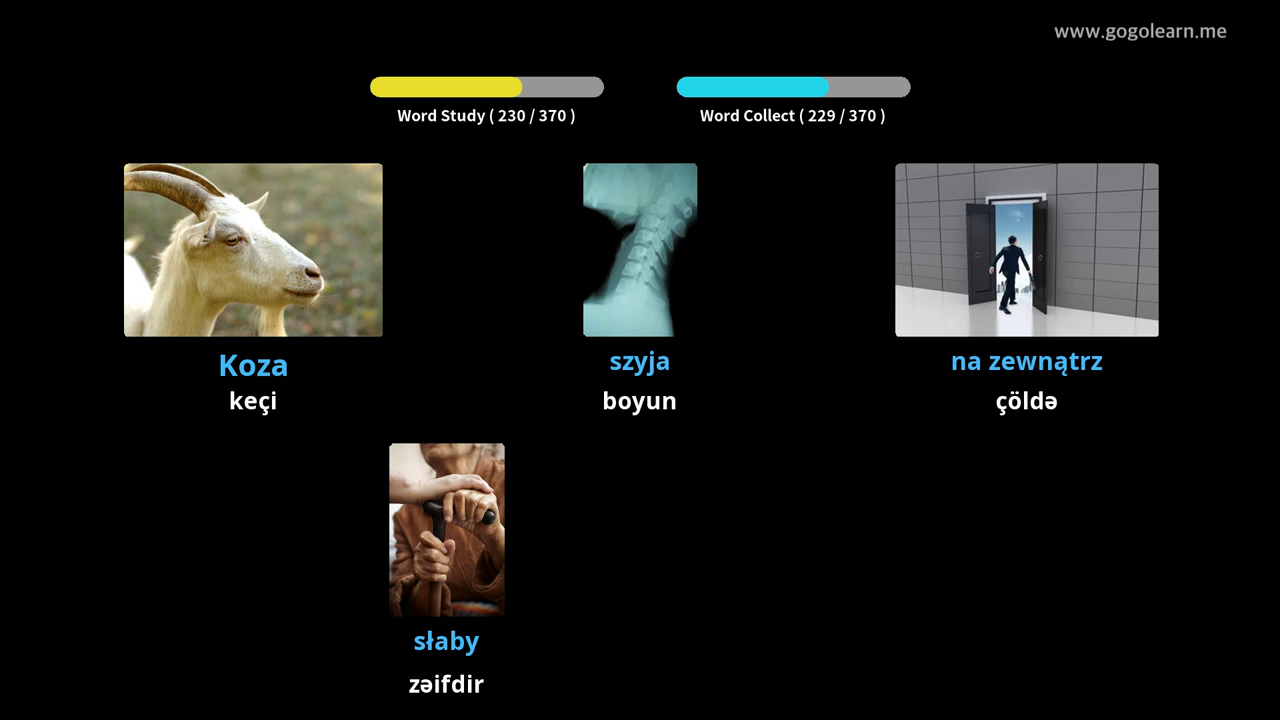 www.gogolearn.me
Word Study ( 230 / 370 )
Word Collect ( 229 / 370 )
Koza
szyja
na zewnątrz
keçi
boyun
çöldə
słaby
zəifdir